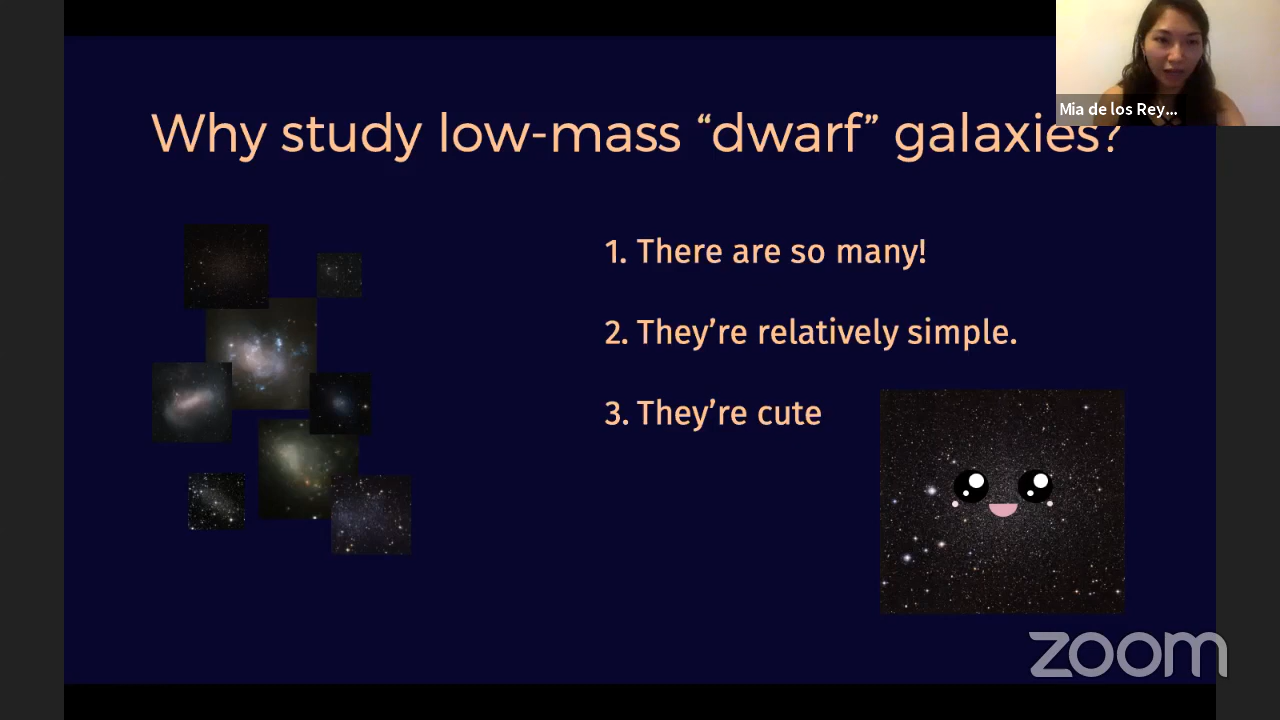 Mia de los Rey...
Why study low-mass “dwarf” galaxies?
1. There are so many!
2. They’re relatively simple.
3. They’re cute
zoom